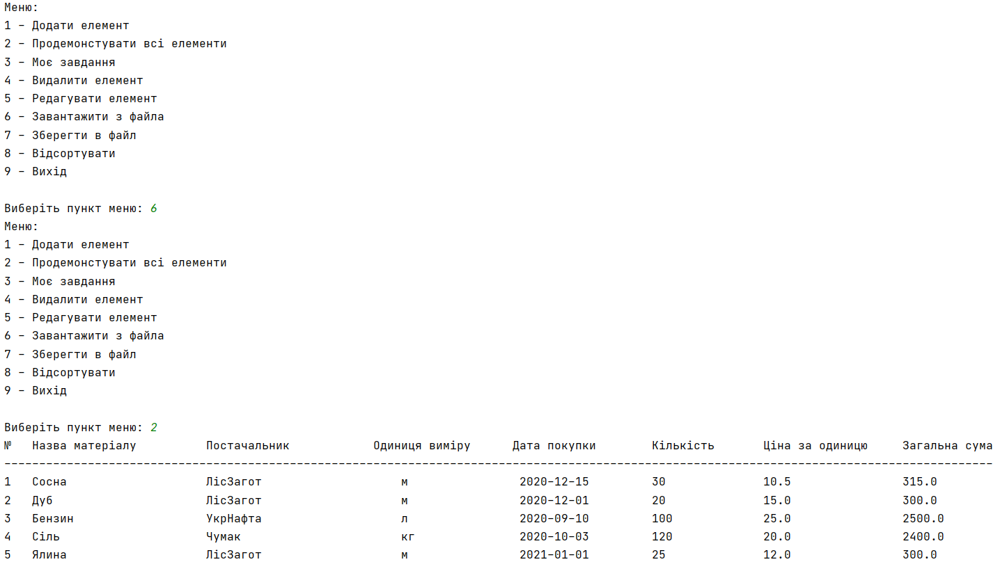 Меню:
1 - Додати елемент
2 - Продемонстувати всі елементи
3 - Моє завдання
4 - Видалити елемент
5 - Редагувати елемент
6 - Завантажити з файла
7 - Зберегти в файл
8 - Відсортувати
9 - Вихід
Виберіть пункт меню: 6
Меню:
1 - Додати елемент
2 - Продемонстувати всі елементи
3 - Моє завдання
4 - Видалити елемент
5 - Редагувати елемент
6 - Завантажити з файла
7 - Зберегти в файл
8 - Відсортувати
9 - Вихід
Виберіть пункт меню: 2
№ Назва матеріалу Постачальник Одиниця виміру Дата покупки Кількість Ціна за одиницю Загальна сума
----------------------------------------------------------------------------------------------------------------------------------------------
1 Сосна ЛісЗагот м 2020-12-15 30 10.5 315.0
2 Дуб ЛісЗагот м 2020-12-01 20 15.0 300.0
3 Бензин УкрНафта л 2020-09-10 100 25.0 2500.0
4 Сіль Чумак кг 2020-10-03 120 20.0 2400.0
5 Ялина ЛісЗагот м 2021-01-01 25 12.0 300.0